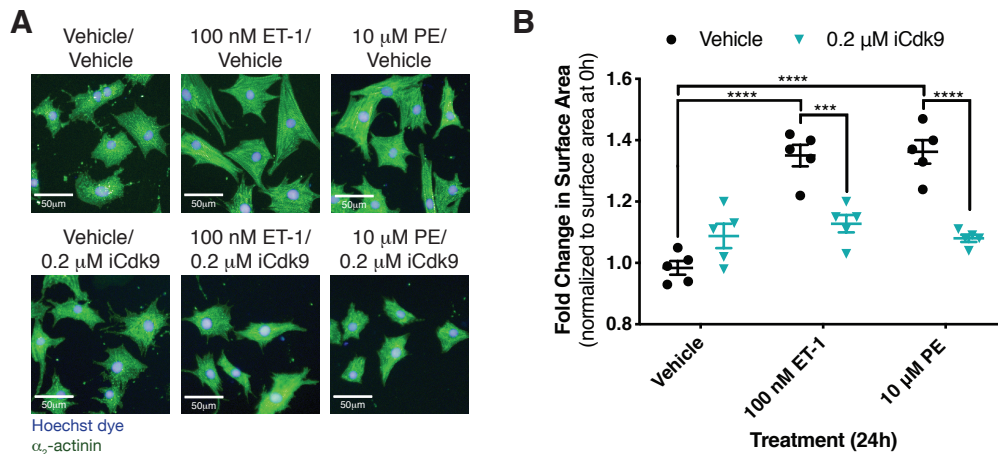 A
Vehicle/
Vehicle
100 nM ET-1/
Vehicle
10 μM PE/
Vehicle
50μm
50μm
50μm
Vehicle/
0.2 μM iCdk9
100 nM ET-1/
0.2 μM iCdk9
10 μM PE/
0.2 μM iCdk9
50μm
50μm
50μm
Hoechst dye
α₂-actinin
B
Vehicle
0.2 μM iCdk9
Fold Change in Surface Area
(normalized to surface area at 0h)
1.6
1.4
1.2
1.0
0.8
****
****
***
****
Vehicle
100 nM ET-1
10 μM PE
Treatment (24h)